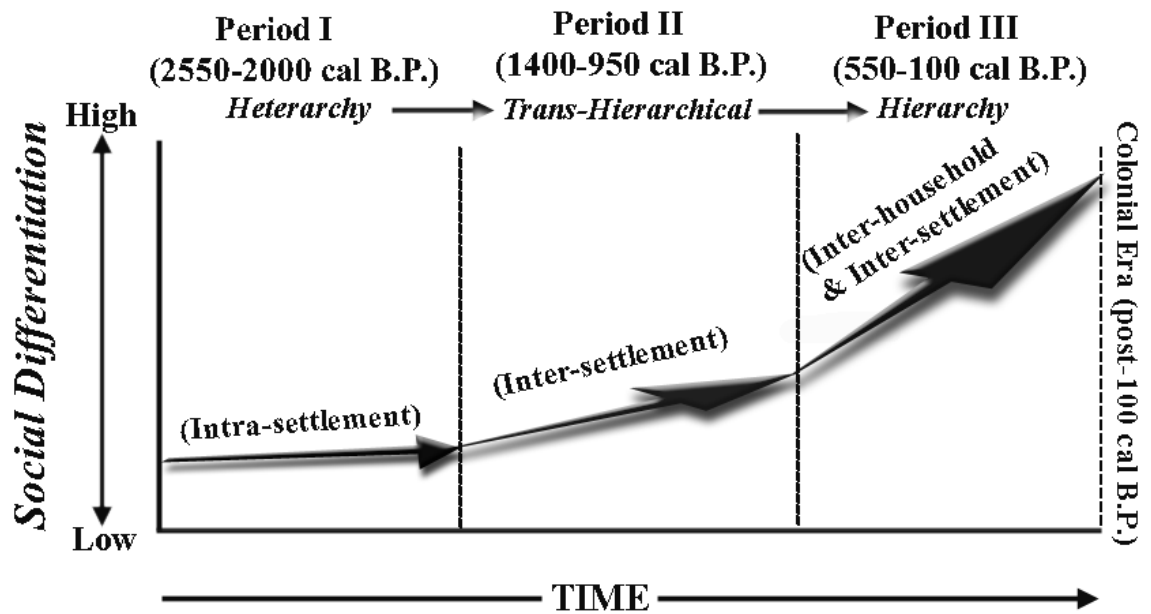 Period I
(2550-2000 cal B.P.)
Heterarchy
Period II
(1400-950 cal B.P.)
Trans-Hierarchical
Period III
(550-100 cal B.P.)
Hierarchy
High
Social Differentiation
Low
(Intra-settlement)
(Inter-settlement)
(Inter-household
& Inter-settlement)
Colonial Era (post-100 cal B.P.)
TIME